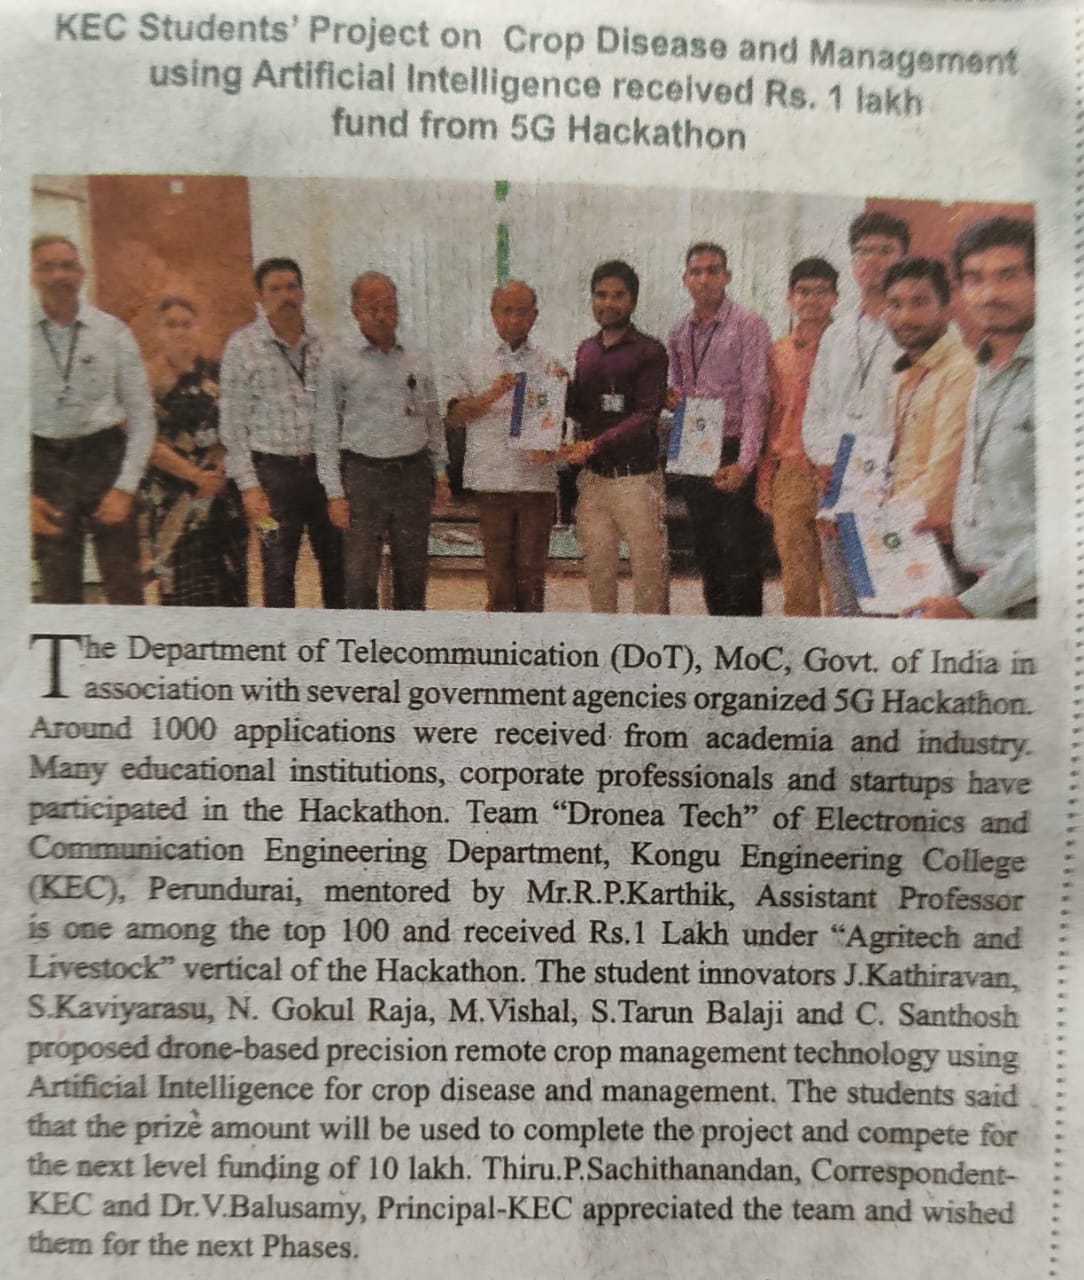 KEC Students' Project on Crop Disease and Management
using Artificial Intelligence received Rs. 1 lakh
fund from 5G Hackathon
The Department of Telecommunication (DoT), MoC, Govt. of India in
association with several government agencies organized 5G Hackathon.
Around 1000 applications were received from academia and industry.
Many educational institutions, corporate professionals and startups have
participated in the Hackathon. Team “Dronea Tech” of Electronics and
Communication Engineering Department, Kongu Engineering College
(KEC), Perundurai, mentored by Mr.R.P.Karthik, Assistant Professor
is one among the top 100 and received Rs.1 Lakh under “Agritech and
Livestock” vertical of the Hackathon. The student innovators J.Kathiravan,
S.Kaviyarasu, N. Gokul Raja, M.Vishal, S.Tarun Balaji and C. Santhosh
proposed drone-based precision remote crop management technology using
Artificial Intelligence for crop disease and management. The students said
that the prize amount will be used to complete the project and compete for
the next level funding of 10 lakh. Thiru.P.Sachithanandan, Correspondent-
KEC and Dr.V.Balusamy, Principal-KEC appreciated the team and wished
them for the next Phases.